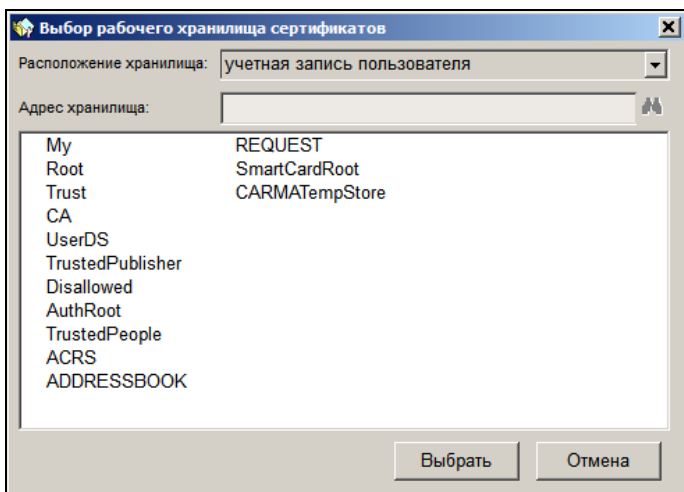 Выбор рабочего хранилища сертификатов
Расположение хранилища: учетная запись пользователя
Адрес хранилища:
My REQUEST
Root SmartCardRoot
Trust CARMATempStore
CA
UserDS
TrustedPublisher
Disallowed
AuthRoot
TrustedPeople
ACRS
ADDRESSBOOK
Выбрать Отмена